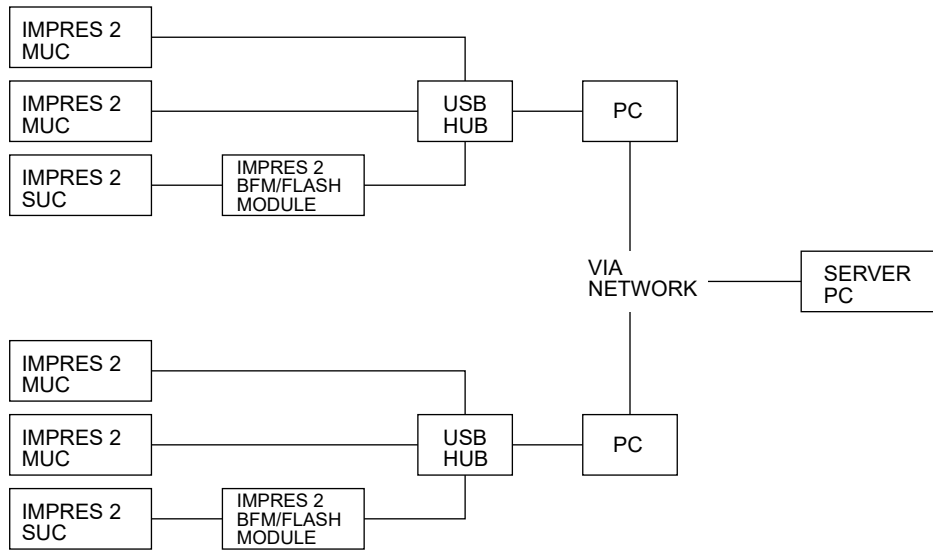 IMPRES 2
MUC
IMPRES 2
MUC
USB
HUB
PC
IMPRES 2
SUC
IMPRES 2
BFM/FLASH
MODULE
VIA
NETWORK
SERVER
PC
IMPRES 2
MUC
IMPRES 2
MUC
USB
HUB
PC
IMPRES 2
SUC
IMPRES 2
BFM/FLASH
MODULE